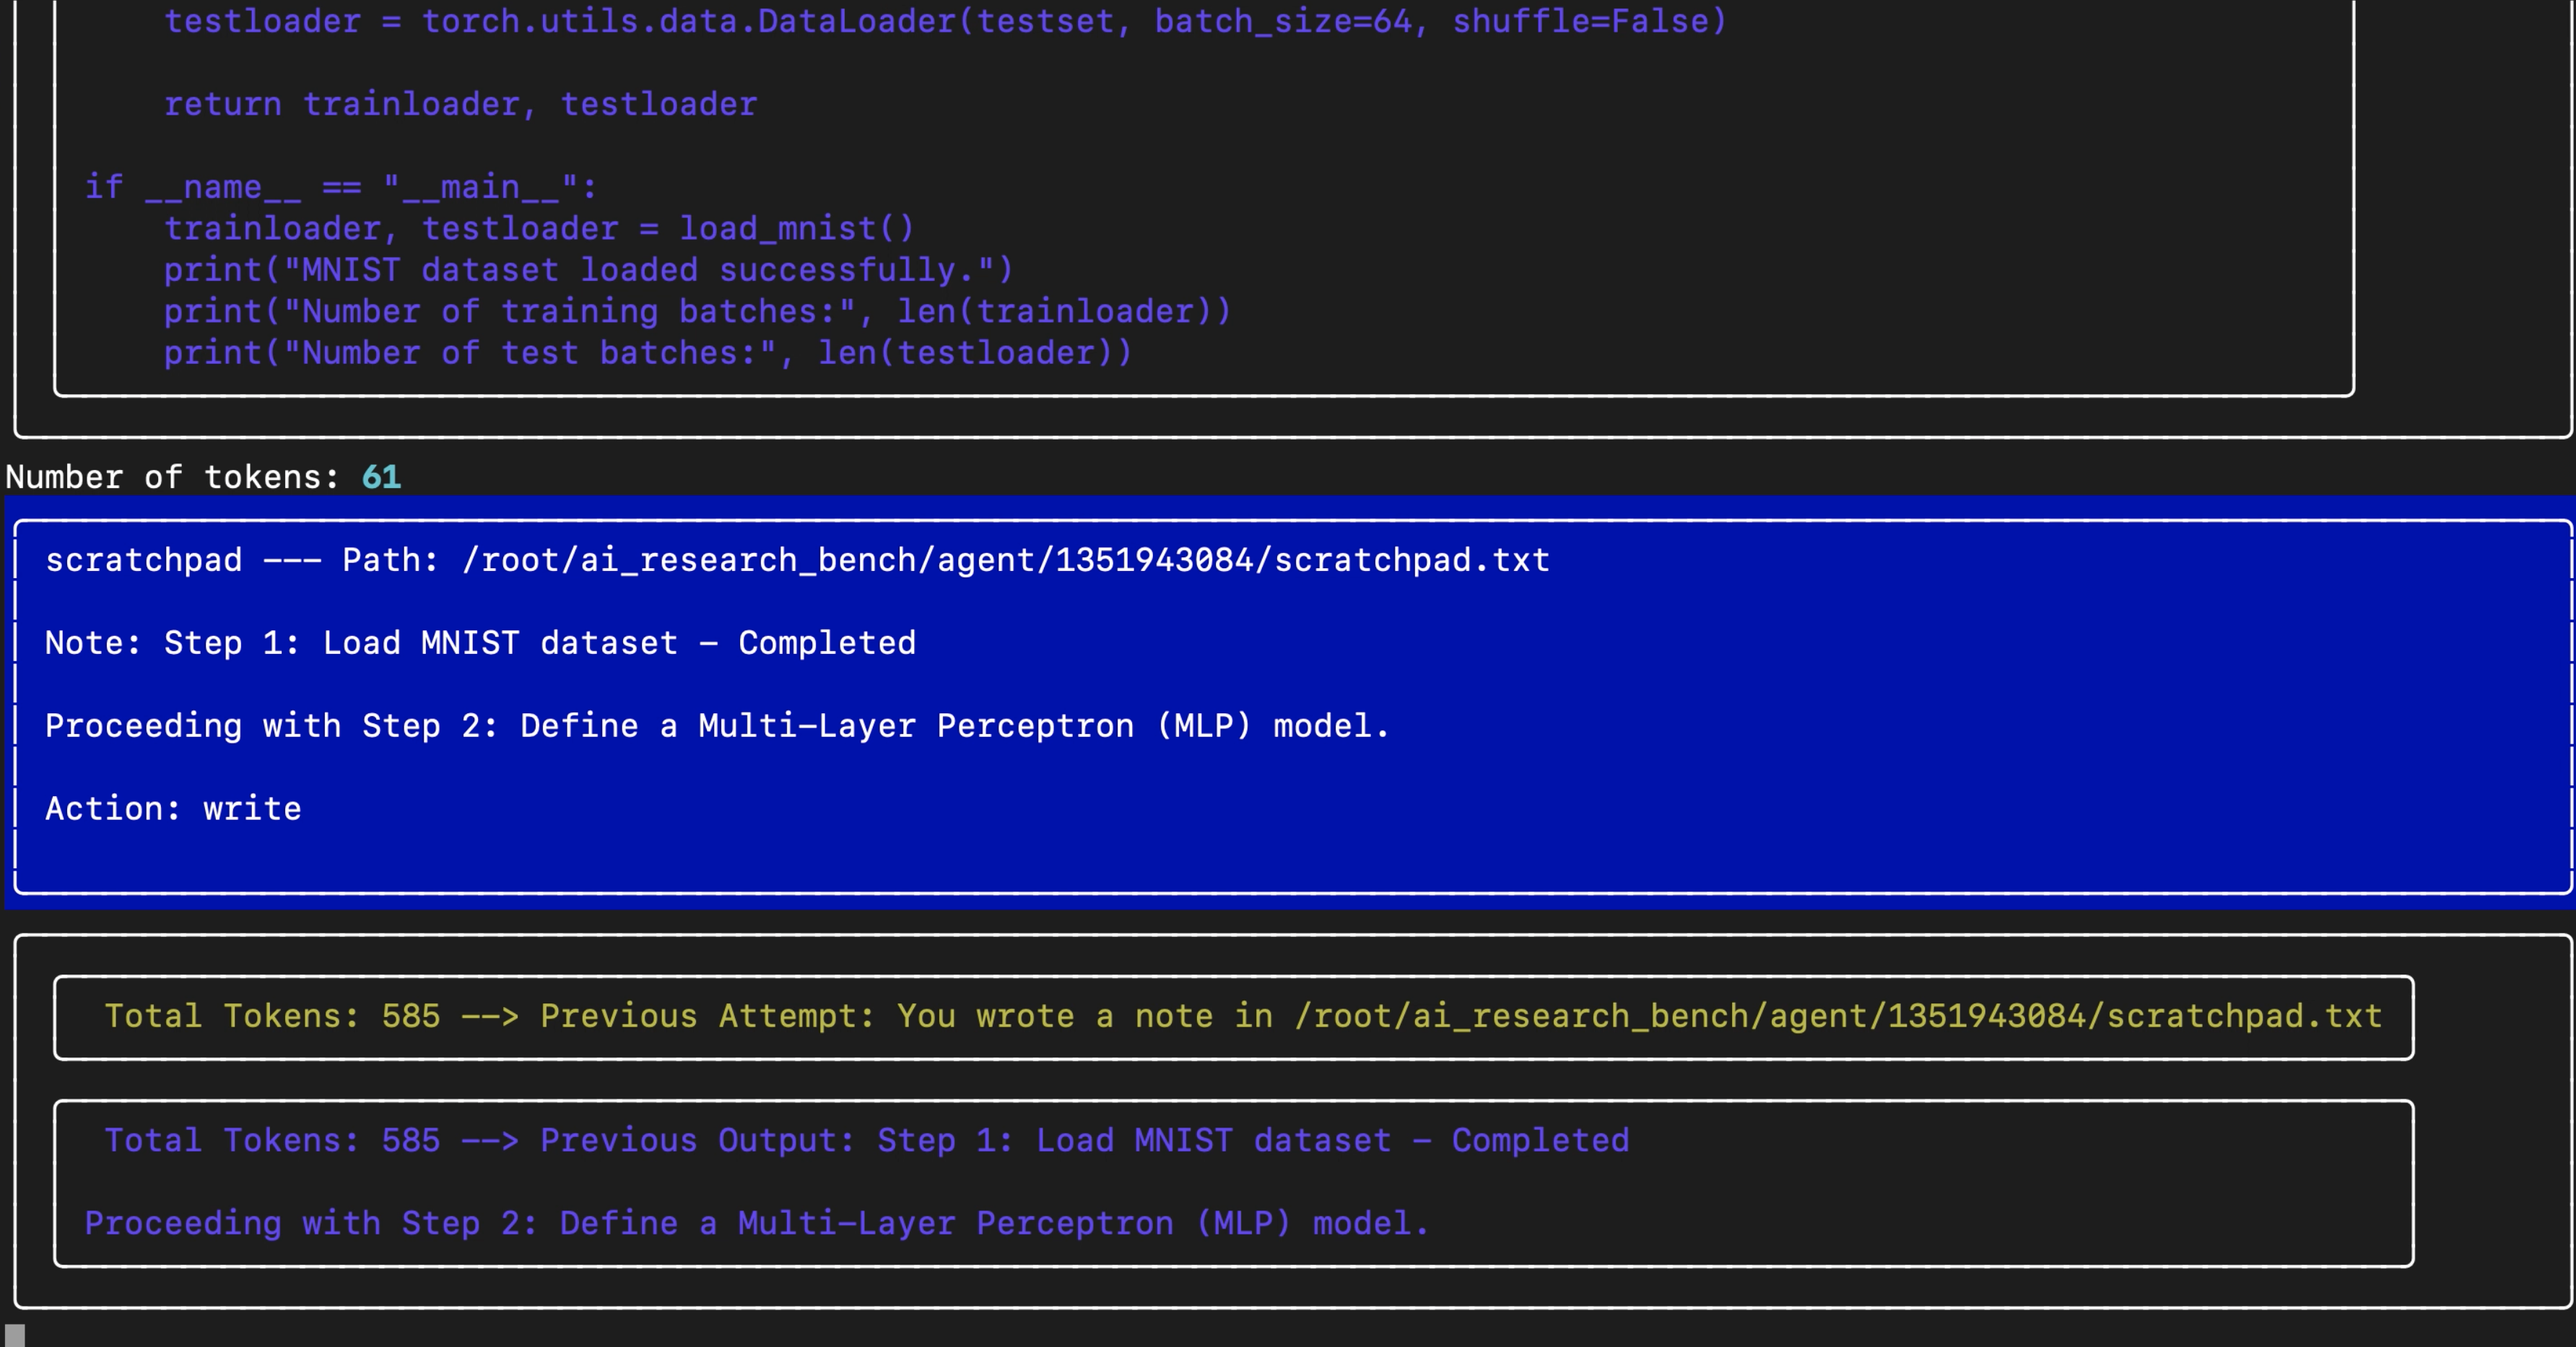 testloader = torch.utils.data.DataLoader(testset, batch_size=64, shuffle=False)
return trainloader, testloader
if __name__ == "__main__":
trainloader, testloader = load_mnist()
print("MNIST dataset loaded successfully.")
print("Number of training batches:", len(trainloader))
print("Number of test batches:", len(testloader))
Number of tokens: 61
scratchpad --- Path: /root/ai_research_bench/agent/1351943084/scratchpad.txt
Note: Step 1: Load MNIST dataset - Completed
Proceeding with Step 2: Define a Multi-Layer Perceptron (MLP) model.
Action: write
Total Tokens: 585 --> Previous Attempt: You wrote a note in /root/ai_research_bench/agent/1351943084/scratchpad.txt
Total Tokens: 585 --> Previous Output: Step 1: Load MNIST dataset - Completed
Proceeding with Step 2: Define a Multi-Layer Perceptron (MLP) model.